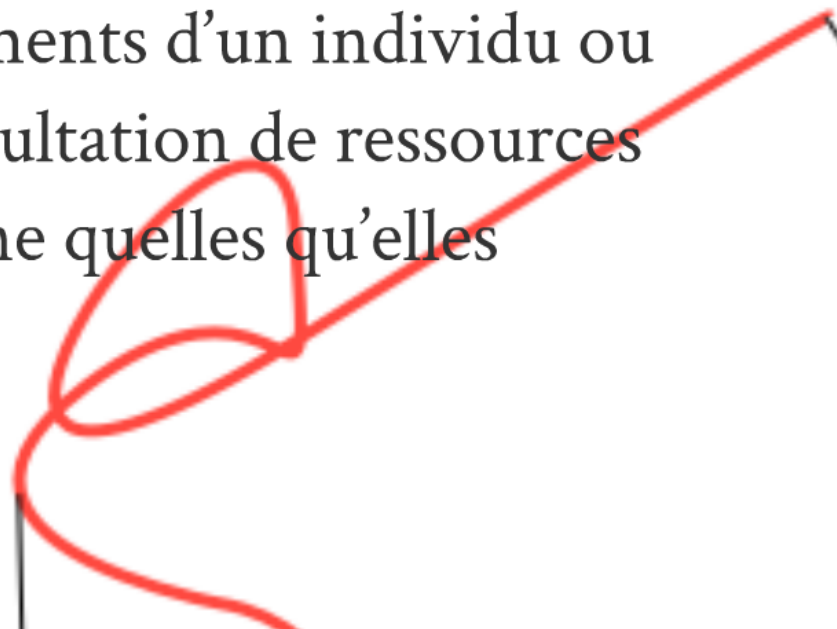 ments d’un individu ou
ultation de ressources
ne quelles qu’elles